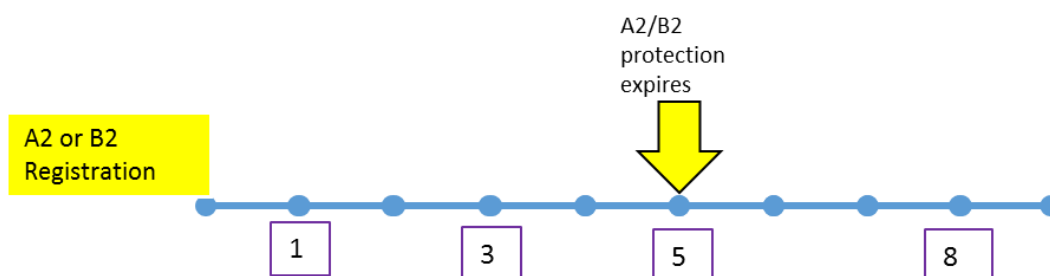 A2/B2
protection
expires
A2 or B2
Registration
1
3
5
8